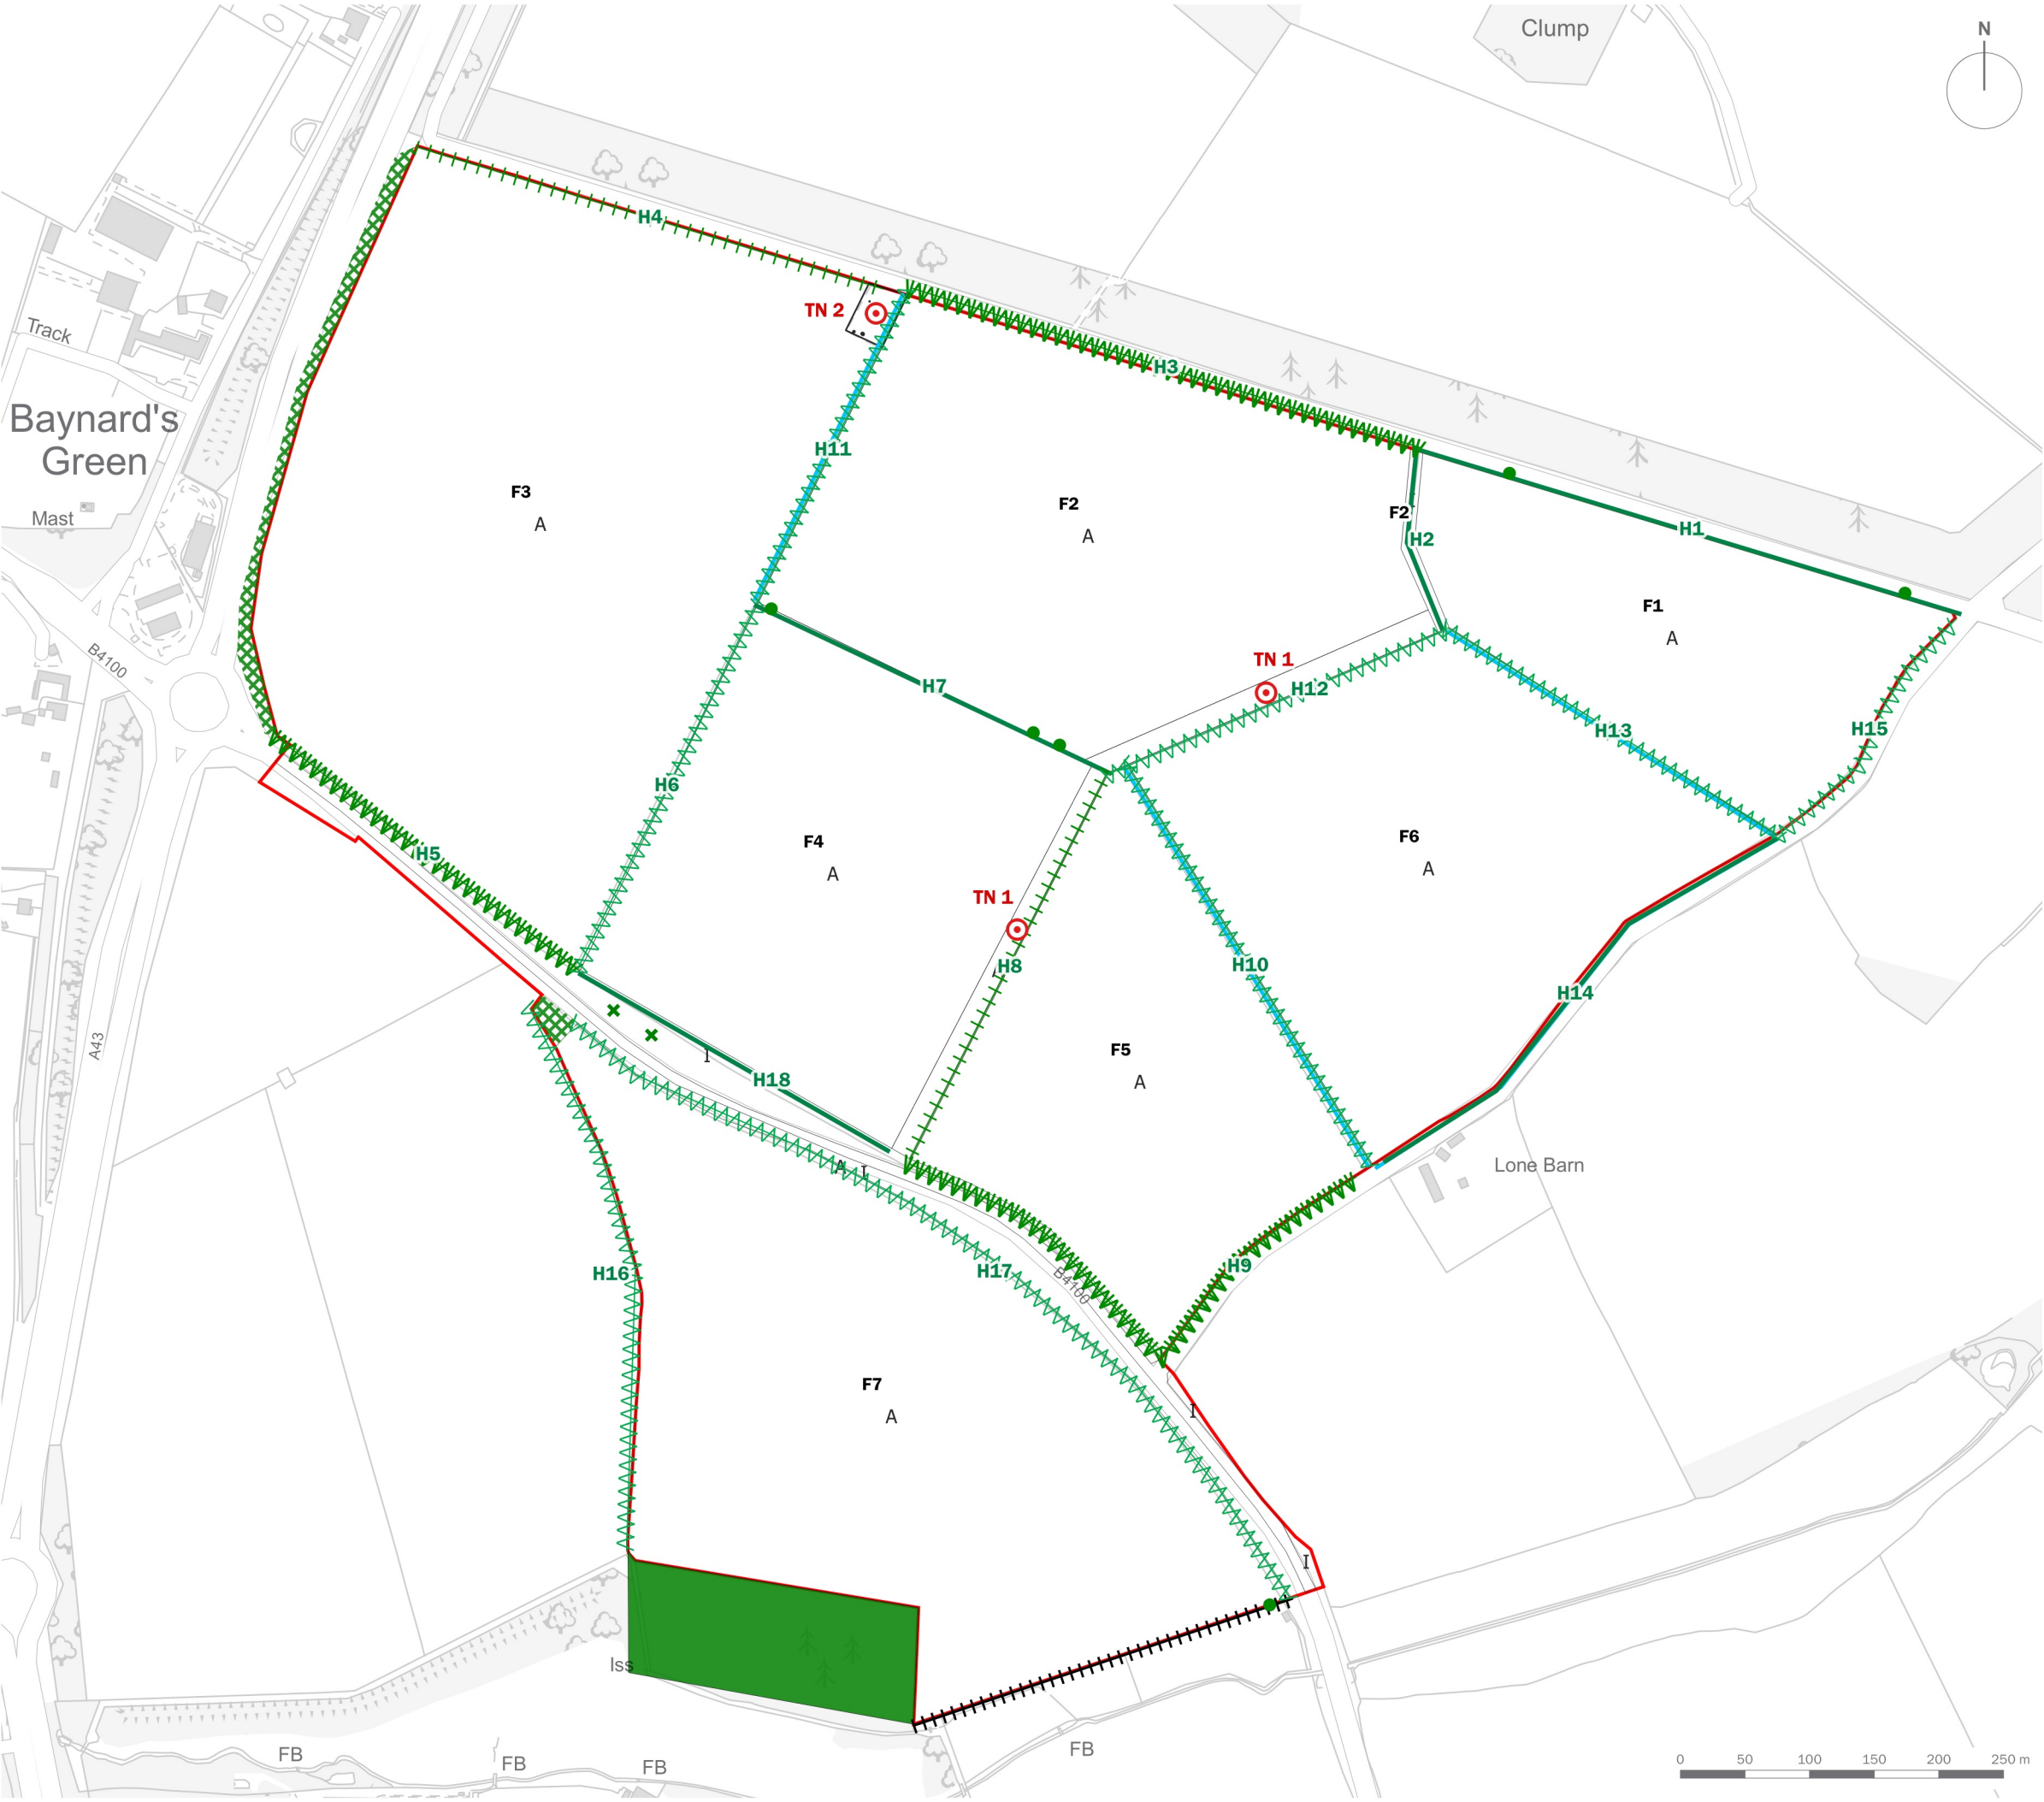 Clump
N
H4
Track
TN 2
H3
Baynard's
Green
H11
F3
A
F2
A
F2
H2
H1
Mast
F1
A
B4100
H7
TN 1
H12
H13
H15
H6
F4
A
F6
A
H5
TN 1
H8
H10
H14
A43
F5
A
I
H18
A
I
Lone Barn
H16
H17
B4100
H9
F7
A
I
I
Iss
FB
FB
FB
FB
0 50 100 150 200 250 m